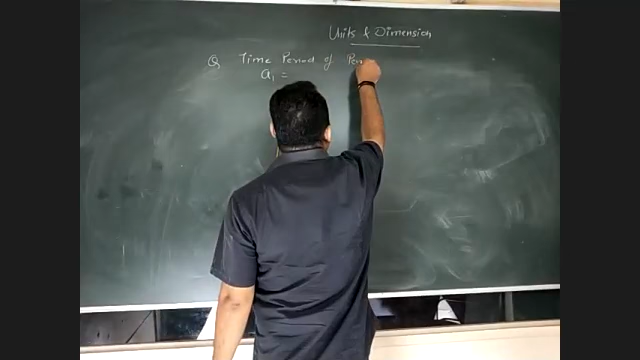 Units & Dimension
Q Time Period of
a₁ =